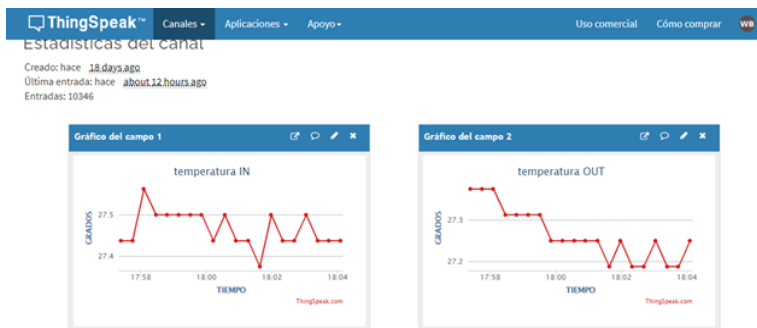 ThingSpeak™ Canales Aplicaciones Apoyo Uso comercial Cómo comprar WB
Estadísticas del canal
Creado: hace 18 days ago
Última entrada: hace about 12 hours ago
Entradas: 10346
Gráfico del campo 1
temperatura IN
GRADOS
27.5
27.4
17:58 18:00 18:02 18:04
TIEMPO
ThingSpeak.com
Gráfico del campo 2
temperatura OUT
GRADOS
27.3
27.2
17:58 18:00 18:02 18:04
TIEMPO
ThingSpeak.com